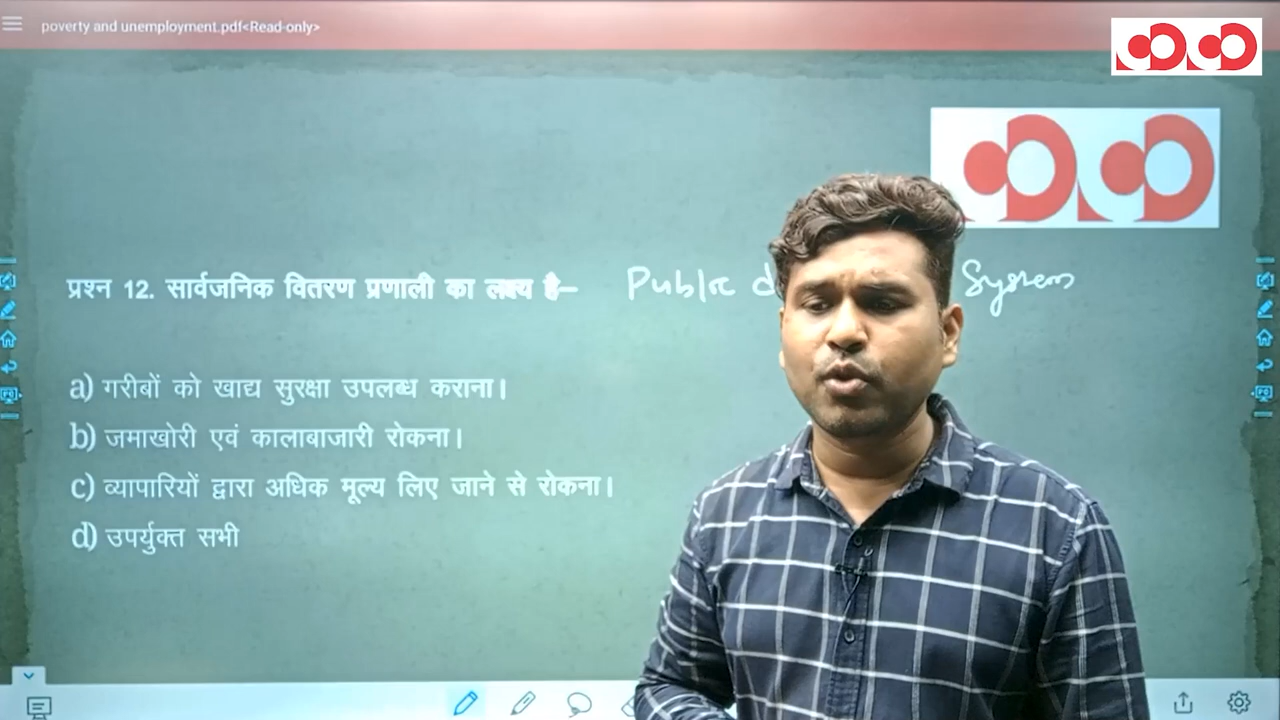 poverty and unemployment.pdf<Read-only>
प्रश्न 12. सार्वजनिक वितरण प्रणाली का लक्ष्य है– Public d System
a) गरीबों को खाद्य सुरक्षा उपलब्ध कराना।
b) जमाखोरी एवं कालाबाजारी रोकना।
c) व्यापारियों द्वारा अधिक मूल्य लिए जाने से रोकना।
d) उपर्युक्त सभी